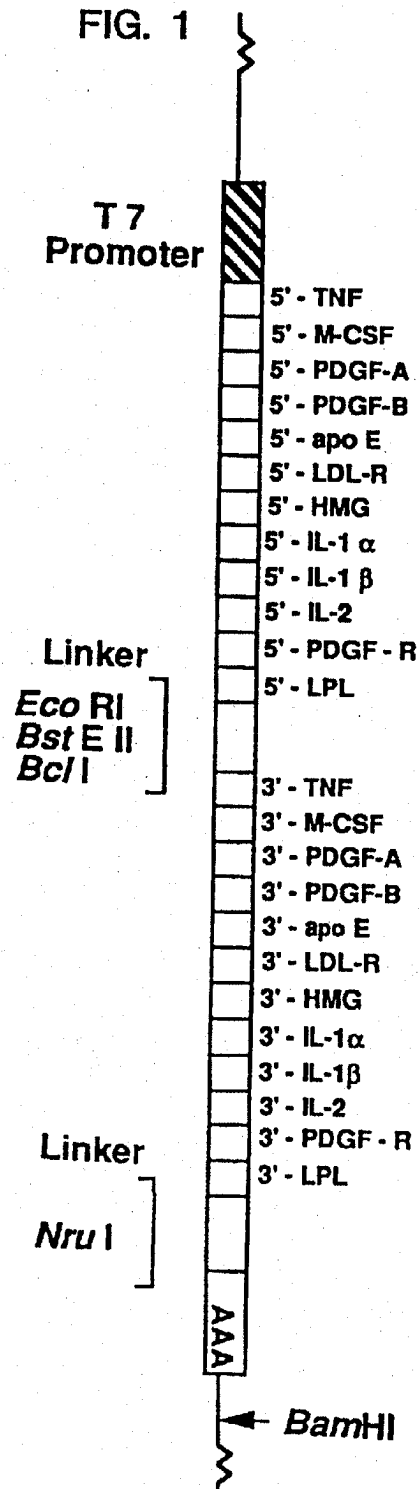 FIG. 1
T 7
Promoter
5' - TNF
5' - M-CSF
5' - PDGF-A
5' - PDGF-B
5' - apo E
5' - LDL-R
5' - HMG
5' - IL-1 α
5' - IL-1 β
5' - IL-2
5' - PDGF - R
5' - LPL
Linker
Eco RI
Bst E II
Bcl I
3' - TNF
3' - M-CSF
3' - PDGF-A
3' - PDGF-B
3' - apo E
3' - LDL-R
3' - HMG
3' - IL-1α
3' - IL-1β
3' - IL-2
3' - PDGF - R
3' - LPL
Linker
Nru I
AAA
BamHI